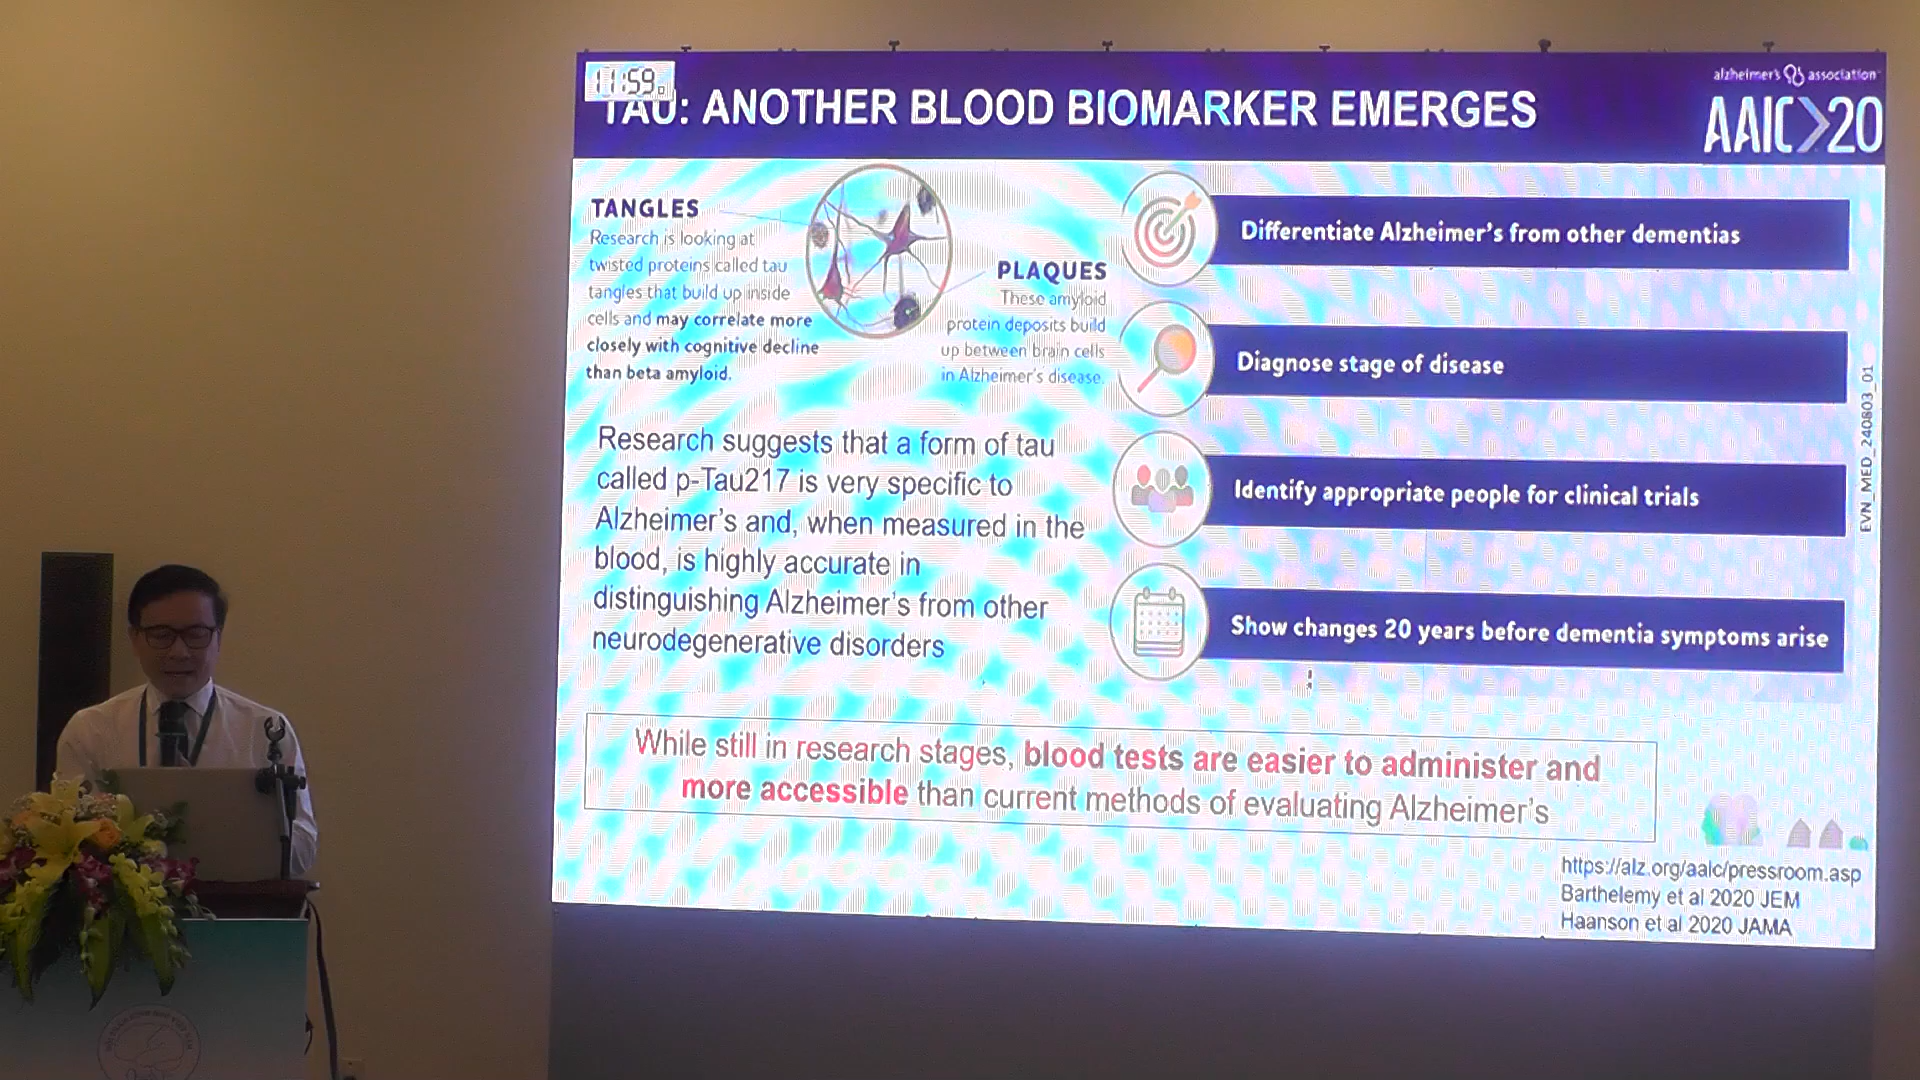 11:59
TAU: ANOTHER BLOOD BIOMARKER EMERGES
alzheimer's association
AAIC>20
TANGLES
Research is looking at
twisted proteins called tau
tangles that build up inside
cells and may correlate more
closely with cognitive decline
than beta amyloid.
PLAQUES
These amyloid
protein deposits build
up between brain cells
in Alzheimer's disease.
Research suggests that a form of tau
called p-Tau217 is very specific to
Alzheimer's and, when measured in the
blood, is highly accurate in
distinguishing Alzheimer's from other
neurodegenerative disorders
Differentiate Alzheimer's from other dementias
Diagnose stage of disease
Identify appropriate people for clinical trials
Show changes 20 years before dementia symptoms arise
EVN_MED_240803_01
While still in research stages, blood tests are easier to administer and
more accessible than current methods of evaluating Alzheimer's
https://alz.org/aaic/pressroom.asp
Barthelemy et al 2020 JEM
Haanson et al 2020 JAMA